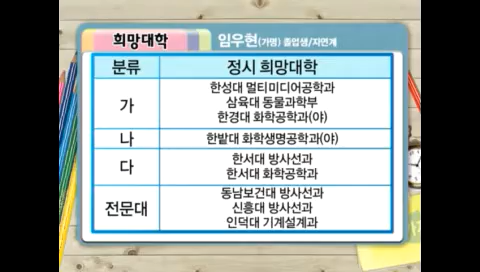 희망대학 임우현(가명) 졸업생/자연계
분류 정시 희망대학
가 한성대 멀티미디어공학과
삼육대 동물과학부
한경대 화학공학과(야)
나 한밭대 화학생명공학과(야)
다 한서대 방사선과
한서대 화학공학과
전문대 동남보건대 방사선과
신흥대 방사선과
인덕대 기계설계과